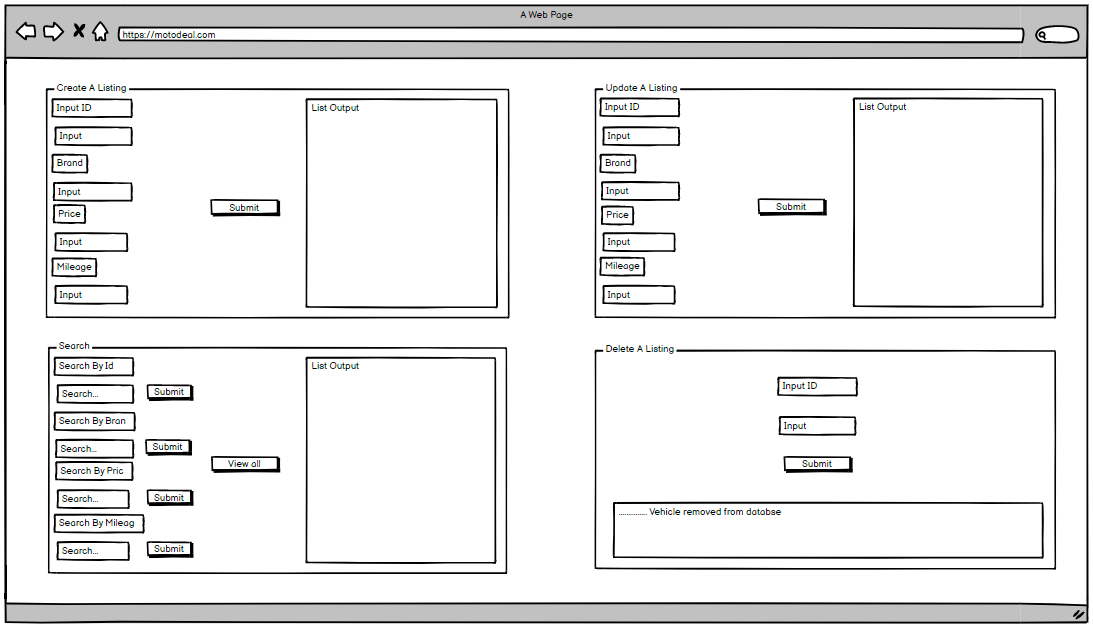 A Web Page
https://motodeal.com
Create A Listing
Input ID
List Output
Input
Brand
Input
Submit
Price
Input
Mileage
Input
Update A Listing
Input ID
List Output
Input
Brand
Input
Submit
Price
Input
Mileage
Input
Search
Search By Id
List Output
Search...
Submit
Search By Bran
Search...
Submit
View all
Search By Pric
Search...
Submit
Search By Mileag
Search...
Submit
Delete A Listing
Input ID
Input
Submit
.............. Vehicle removed from databse